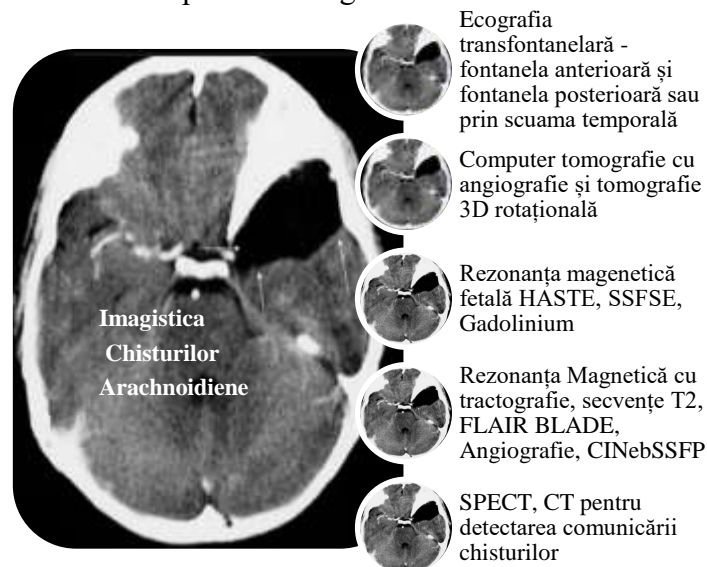 Imagistica
Chisturilor
Arachnoidiene
Ecografia
transfontanelară -
fontanela anterioară și
fontanela posterioară sau
prin scuama temporală
Computer tomografie cu
angiografie și tomografie
3D rotațională
Rezonanța magenetică
fetală HASTE, SSFSE,
Gadolinium
Rezonanța Magnetică cu
tractografie, secvențe T2,
FLAIR BLADE,
Angiografie, CINebSSFP
SPECT, CT pentru
detectarea comunicării
chisturilor